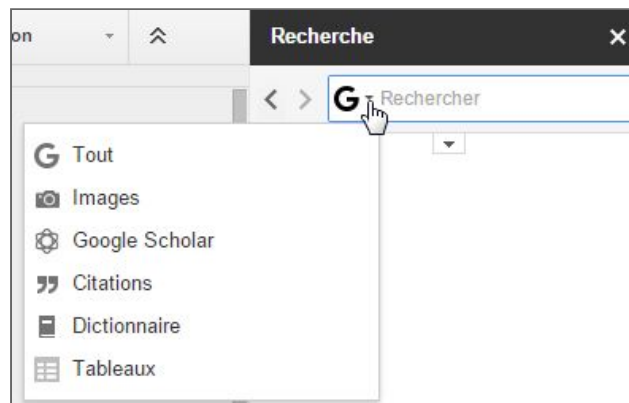 on
Recherche
Rechercher
Tout
Images
Google Scholar
Citations
Dictionnaire
Tableaux